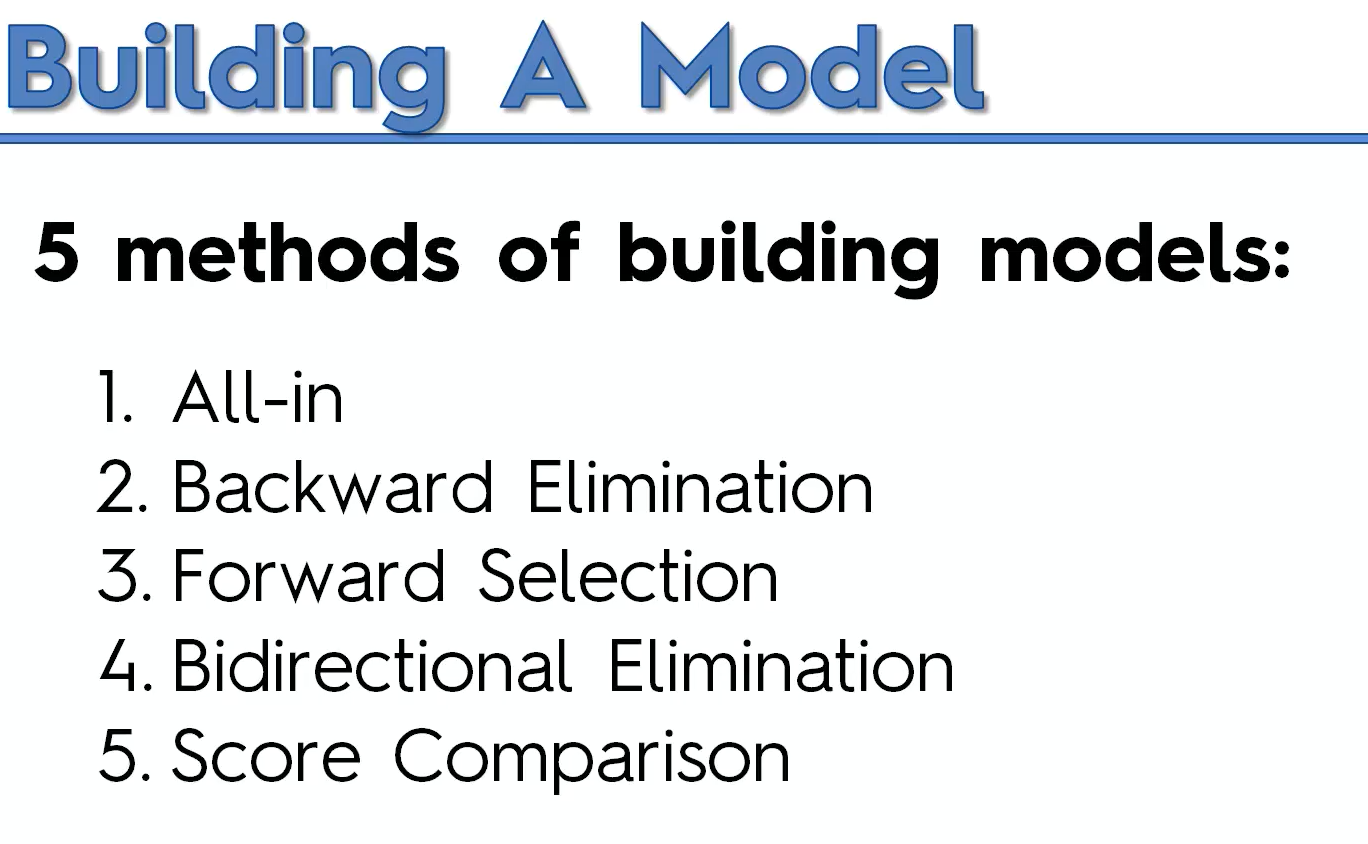 Building A Model
5 methods of building models:
1. All-in
2. Backward Elimination
3. Forward Selection
4. Bidirectional Elimination
5. Score Comparison